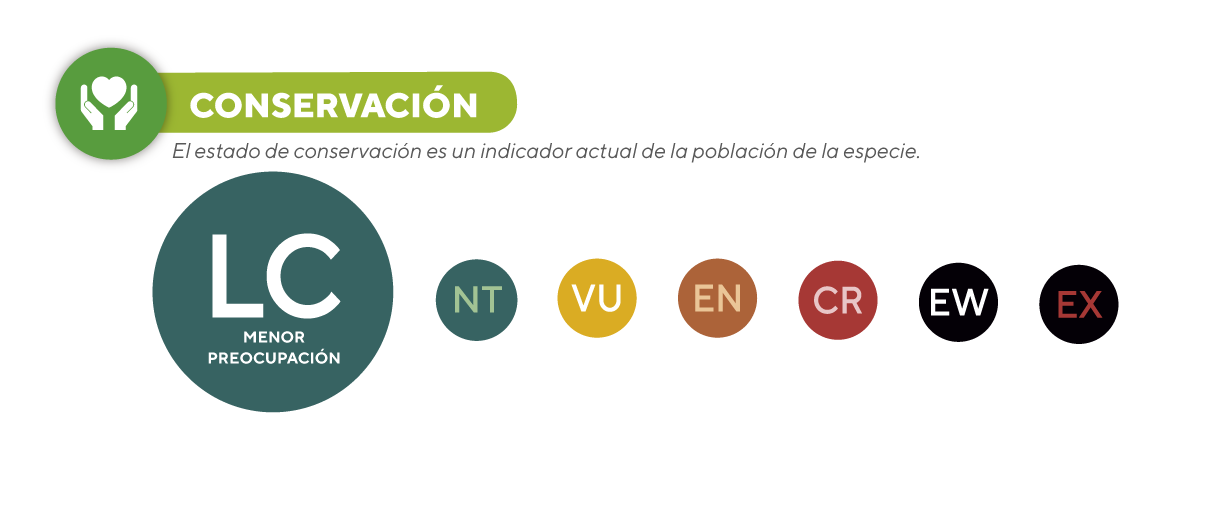 CONSERVACIÓN
El estado de conservación es un indicador actual de la población de la especie.
LC
MENOR
PREOCUPACIÓN
NT
VU
EN
CR
EW
EX